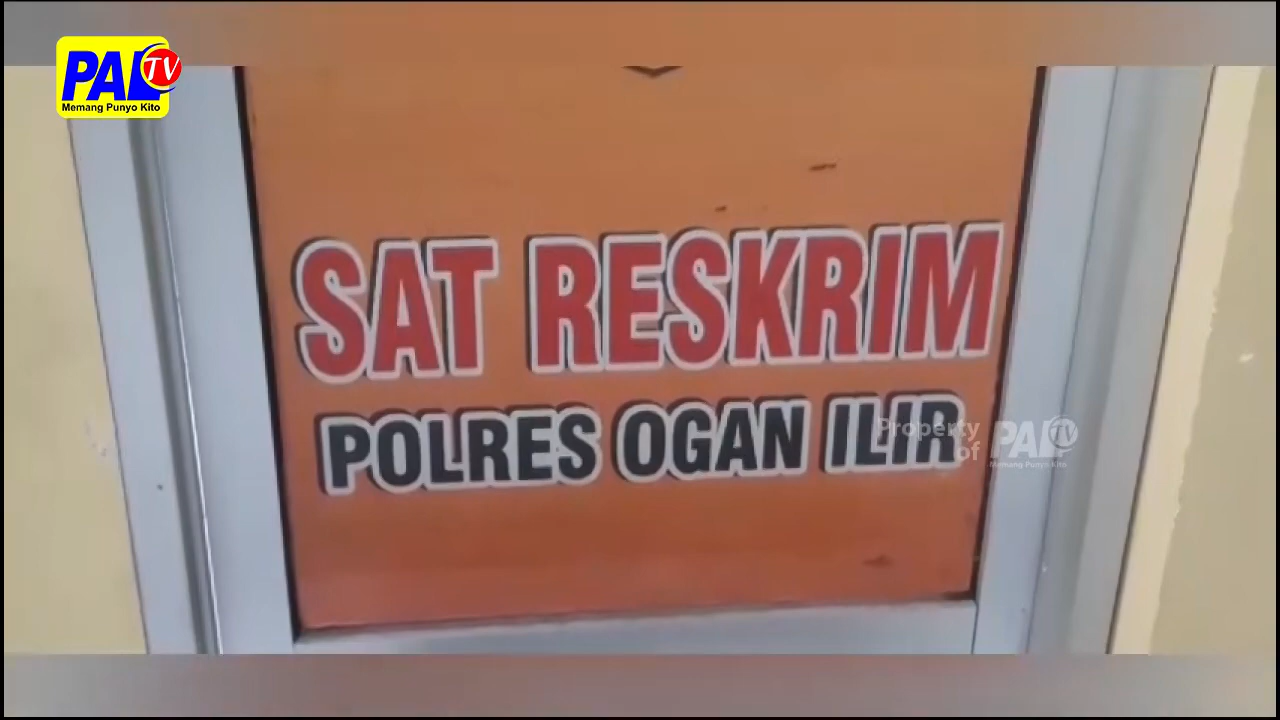 PAL TV
Memang Punyo Kito
SAT RESKRIM
POLRES OGAN ILIR
Property
of
PAL TV
Memang Punyo Kito